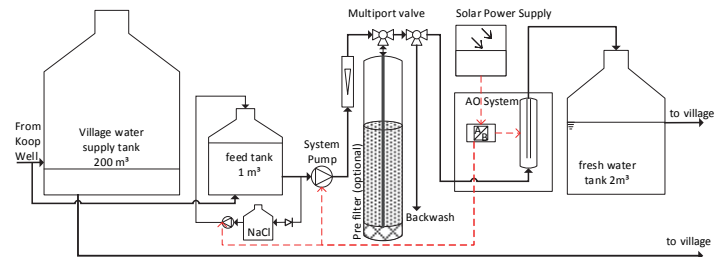 Multiport valve
Solar Power Supply
AO System
to village
From
Koop
Well
Village water
supply tank
200 m³
feed tank
1 m³
System
Pump
Pre filter (optional)
A
B
fresh water
tank 2m³
NaCl
Backwash
to village